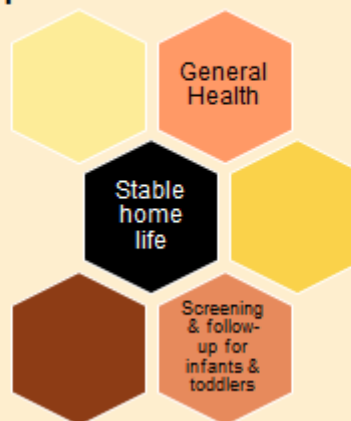 General
Health
Stable
home
life
Screening
& follow-
up for
infants &
toddlers